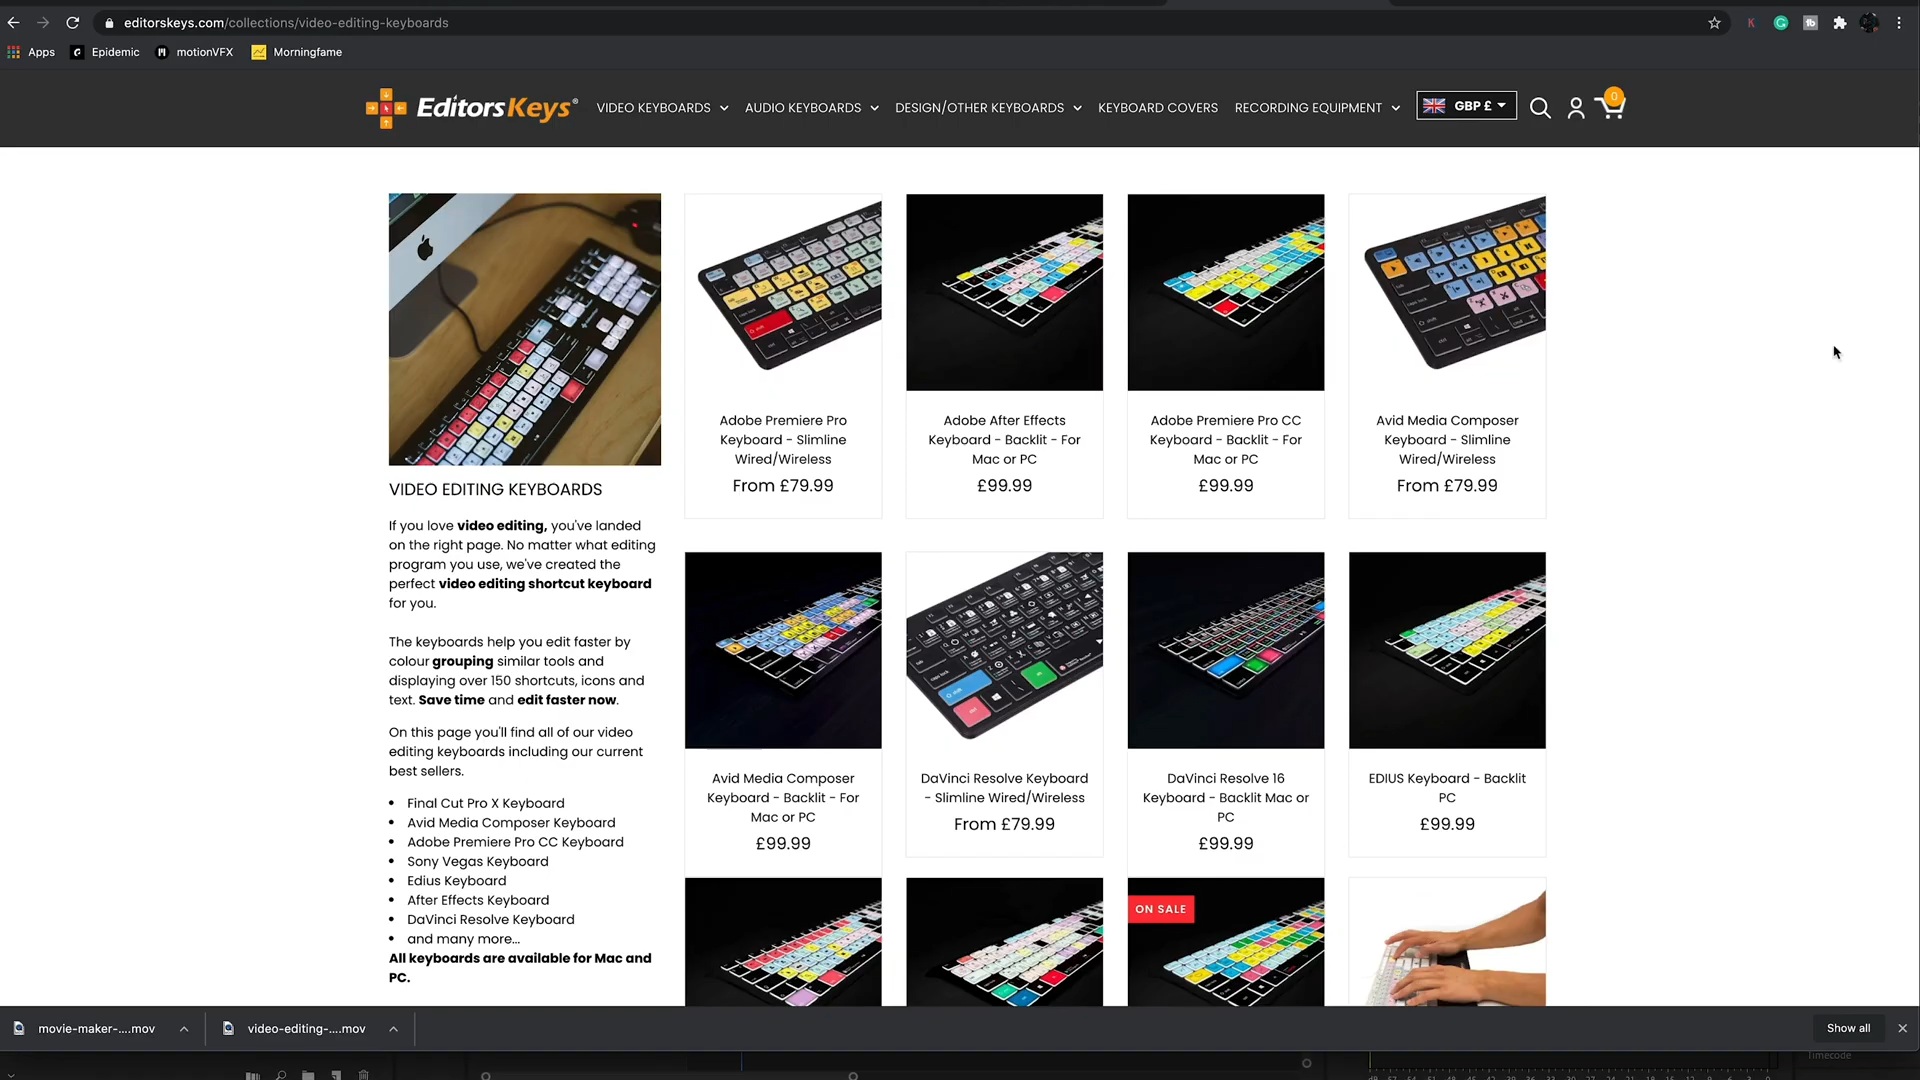 editorskeys.com/collections/video-editing-keyboards
Apps
Epidemic
motionVFX
Morningfame
EditorsKeys®
VIDEO KEYBOARDS
AUDIO KEYBOARDS
DESIGN/OTHER KEYBOARDS
KEYBOARD COVERS
RECORDING EQUIPMENT
GBP £
0
VIDEO EDITING KEYBOARDS
If you love video editing, you've landed
on the right page. No matter what editing
program you use, we've created the
perfect video editing shortcut keyboard
for you.
The keyboards help you edit faster by
colour grouping similar tools and
displaying over 150 shortcuts, icons and
text. Save time and edit faster now.
On this page you'll find all of our video
editing keyboards including our current
best sellers.
• Final Cut Pro X Keyboard
• Avid Media Composer Keyboard
• Adobe Premiere Pro CC Keyboard
• Sony Vegas Keyboard
• Edius Keyboard
• After Effects Keyboard
• DaVinci Resolve Keyboard
• and many more...
All keyboards are available for Mac and
PC.
Adobe Premiere Pro
Keyboard - Slimline
Wired/Wireless
From £79.99
Adobe After Effects
Keyboard - Backlit - For
Mac or PC
£99.99
Adobe Premiere Pro CC
Keyboard - Backlit - For
Mac or PC
£99.99
Avid Media Composer
Keyboard - Slimline
Wired/Wireless
From £79.99
Avid Media Composer
Keyboard - Backlit - For
Mac or PC
£99.99
DaVinci Resolve Keyboard
- Slimline Wired/Wireless
From £79.99
DaVinci Resolve 16
Keyboard - Backlit Mac or
PC
£99.99
EDIUS Keyboard - Backlit
PC
£99.99
ON SALE
movie-maker-....mov
video-editing-....mov
Show all
Timecode